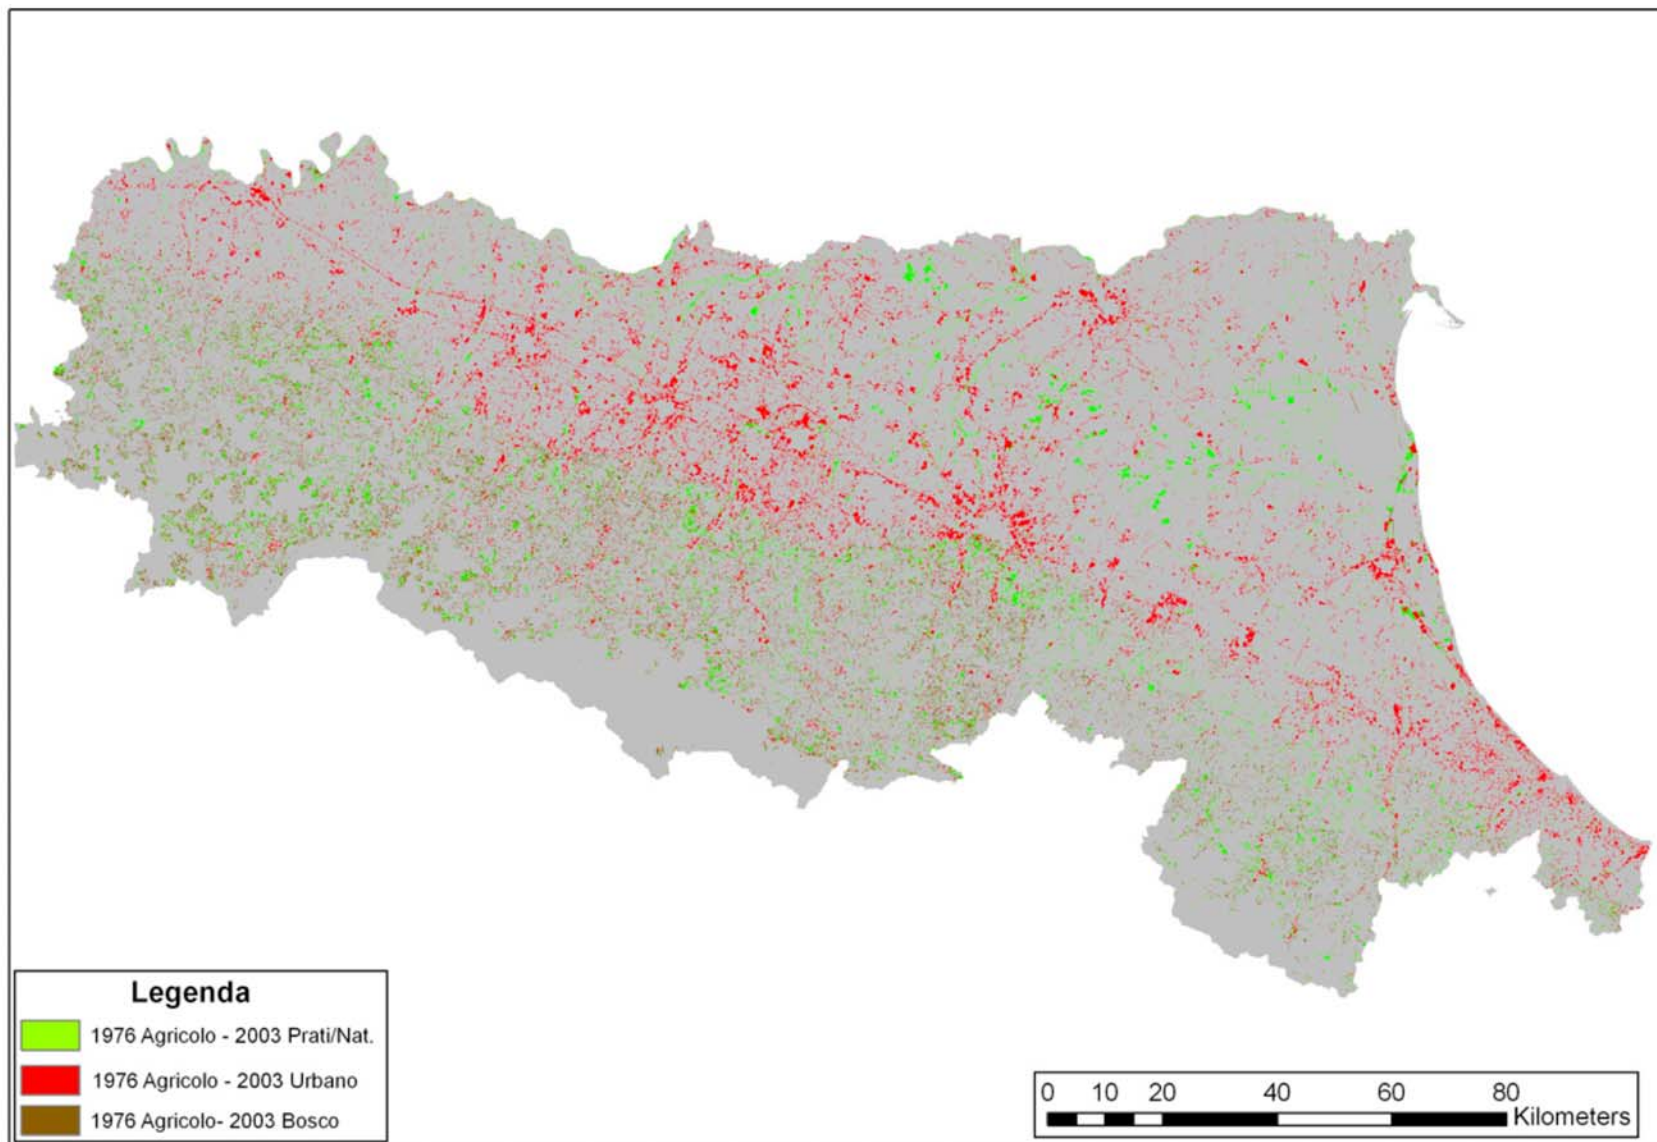 Legenda
1976 Agricolo - 2003 Prati/Nat.
1976 Agricolo - 2003 Urbano
1976 Agricolo- 2003 Bosco
0 10 20 40 60 80
Kilometers